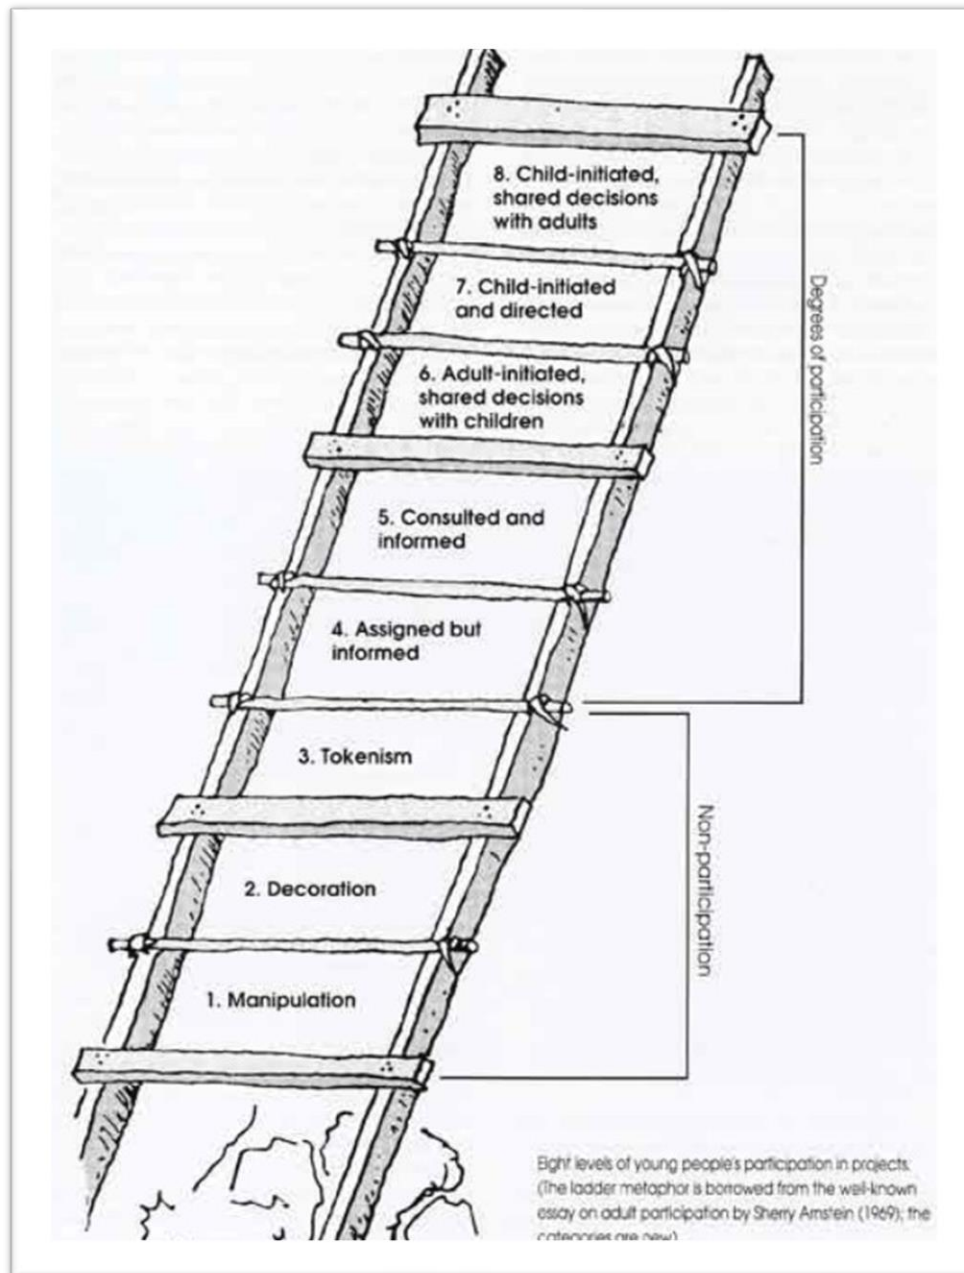 8. Child-initiated,
shared decisions
with adults
7. Child-initiated
and directed
6. Adult-initiated,
shared decisions
with children
5. Consulted and
informed
4. Assigned but
informed
3. Tokenism
2. Decoration
1. Manipulation
Degrees of participation
Non-participation
Eight levels of young people's participation in projects.
(The ladder metaphor is borrowed from the well-known
essay on adult participation by Sherry Arnstein (1969); the
categories are new)